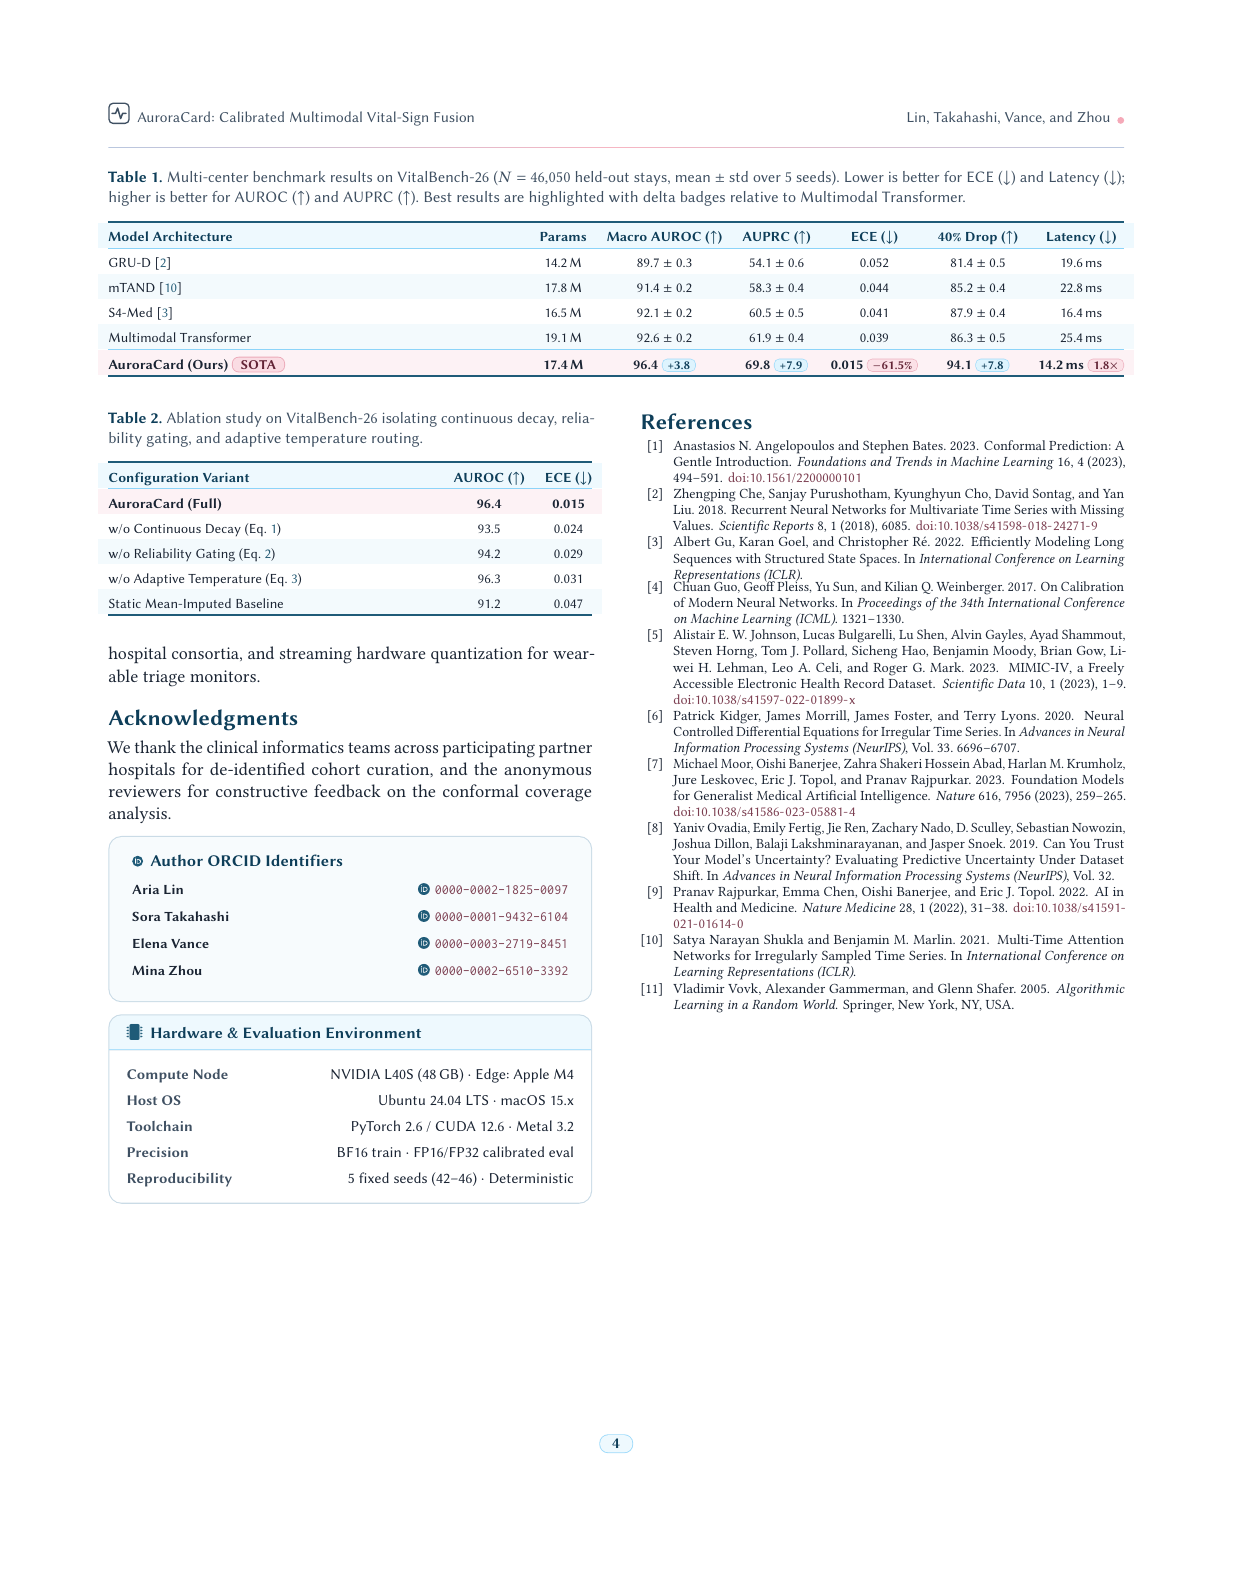 AuroraCard: Calibrated Multimodal Vital-Sign Fusion
Lin, Takahashi, Vance, and Zhou
Table 1. Multi-center benchmark results on VitalBench-26 (N = 46,050 held-out stays, mean ± std over 5 seeds). Lower is better for ECE (↓) and Latency (↓);
higher is better for AUROC (↑) and AUPRC (↑). Best results are highlighted with delta badges relative to Multimodal Transformer.
Model Architecture Params Macro AUROC (↑) AUPRC (↑) ECE (↓) 40% Drop (↑) Latency (↓)
GRU-D [2] 14.2 M 89.7 ± 0.3 54.1 ± 0.6 0.052 81.4 ± 0.5 19.6 ms
mTAND [10] 17.8 M 91.4 ± 0.2 58.3 ± 0.4 0.044 85.2 ± 0.4 22.8 ms
S4-Med [3] 16.5 M 92.1 ± 0.2 60.5 ± 0.5 0.041 87.9 ± 0.4 16.4 ms
Multimodal Transformer 19.1 M 92.6 ± 0.2 61.9 ± 0.4 0.039 86.3 ± 0.5 25.4 ms
AuroraCard (Ours) SOTA 17.4 M 96.4 +3.8 69.8 +7.9 0.015 −61.5% 94.1 +7.8 14.2 ms 1.8×
Table 2. Ablation study on VitalBench-26 isolating continuous decay, relia-
bility gating, and adaptive temperature routing.
Configuration Variant AUROC (↑) ECE (↓)
AuroraCard (Full) 96.4 0.015
w/o Continuous Decay (Eq. 1) 93.5 0.024
w/o Reliability Gating (Eq. 2) 94.2 0.029
w/o Adaptive Temperature (Eq. 3) 96.3 0.031
Static Mean-Imputed Baseline 91.2 0.047
hospital consortia, and streaming hardware quantization for wear-
able triage monitors.
Acknowledgments
We thank the clinical informatics teams across participating partner
hospitals for de-identified cohort curation, and the anonymous
reviewers for constructive feedback on the conformal coverage
analysis.
Author ORCID Identifiers
Aria Lin iD 0000-0002-1825-0097
Sora Takahashi iD 0000-0001-9432-6104
Elena Vance iD 0000-0003-2719-8451
Mina Zhou iD 0000-0002-6510-3392
Hardware & Evaluation Environment
Compute Node NVIDIA L40S (48 GB) · Edge: Apple M4
Host OS Ubuntu 24.04 LTS · macOS 15.x
Toolchain PyTorch 2.6 / CUDA 12.6 · Metal 3.2
Precision BF16 train · FP16/FP32 calibrated eval
Reproducibility 5 fixed seeds (42–46) · Deterministic
References
[1] Anastasios N. Angelopoulos and Stephen Bates. 2023. Conformal Prediction: A
Gentle Introduction. Foundations and Trends in Machine Learning 16, 4 (2023),
494–591. doi:10.1561/2200000101
[2] Zhengping Che, Sanjay Purushotham, Kyunghyun Cho, David Sontag, and Yan
Liu. 2018. Recurrent Neural Networks for Multivariate Time Series with Missing
Values. Scientific Reports 8, 1 (2018), 6085. doi:10.1038/s41598-018-24271-9
[3] Albert Gu, Karan Goel, and Christopher Ré. 2022. Efficiently Modeling Long
Sequences with Structured State Spaces. In International Conference on Learning
Representations (ICLR).
[4] Chuan Guo, Geoff Pleiss, Yu Sun, and Kilian Q. Weinberger. 2017. On Calibration
of Modern Neural Networks. In Proceedings of the 34th International Conference
on Machine Learning (ICML). 1321–1330.
[5] Alistair E. W. Johnson, Lucas Bulgarelli, Lu Shen, Alvin Gayles, Ayad Shammout,
Steven Horng, Tom J. Pollard, Sicheng Hao, Benjamin Moody, Brian Gow, Li-
wei H. Lehman, Leo A. Celi, and Roger G. Mark. 2023. MIMIC-IV, a Freely
Accessible Electronic Health Record Dataset. Scientific Data 10, 1 (2023), 1–9.
doi:10.1038/s41597-022-01899-x
[6] Patrick Kidger, James Morrill, James Foster, and Terry Lyons. 2020. Neural
Controlled Differential Equations for Irregular Time Series. In Advances in Neural
Information Processing Systems (NeurIPS), Vol. 33. 6696–6707.
[7] Michael Moor, Oishi Banerjee, Zahra Shakeri Hossein Abad, Harlan M. Krumholz,
Jure Leskovec, Eric J. Topol, and Pranav Rajpurkar. 2023. Foundation Models
for Generalist Medical Artificial Intelligence. Nature 616, 7956 (2023), 259–265.
doi:10.1038/s41586-023-05881-4
[8] Yaniv Ovadia, Emily Fertig, Jie Ren, Zachary Nado, D. Sculley, Sebastian Nowozin,
Joshua Dillon, Balaji Lakshminarayanan, and Jasper Snoek. 2019. Can You Trust
Your Model's Uncertainty? Evaluating Predictive Uncertainty Under Dataset
Shift. In Advances in Neural Information Processing Systems (NeurIPS), Vol. 32.
[9] Pranav Rajpurkar, Emma Chen, Oishi Banerjee, and Eric J. Topol. 2022. AI in
Health and Medicine. Nature Medicine 28, 1 (2022), 31–38. doi:10.1038/s41591-
021-01614-0
[10] Satya Narayan Shukla and Benjamin M. Marlin. 2021. Multi-Time Attention
Networks for Irregularly Sampled Time Series. In International Conference on
Learning Representations (ICLR).
[11] Vladimir Vovk, Alexander Gammerman, and Glenn Shafer. 2005. Algorithmic
Learning in a Random World. Springer, New York, NY, USA.
4